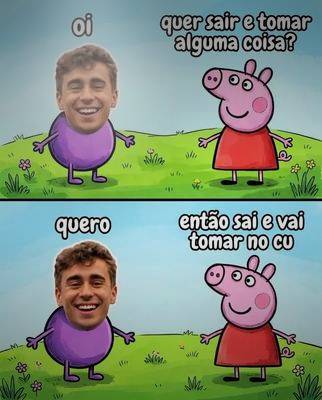 oi
quer sair e tomar
alguma coisa?
quero
então sai e vai
tomar no cu